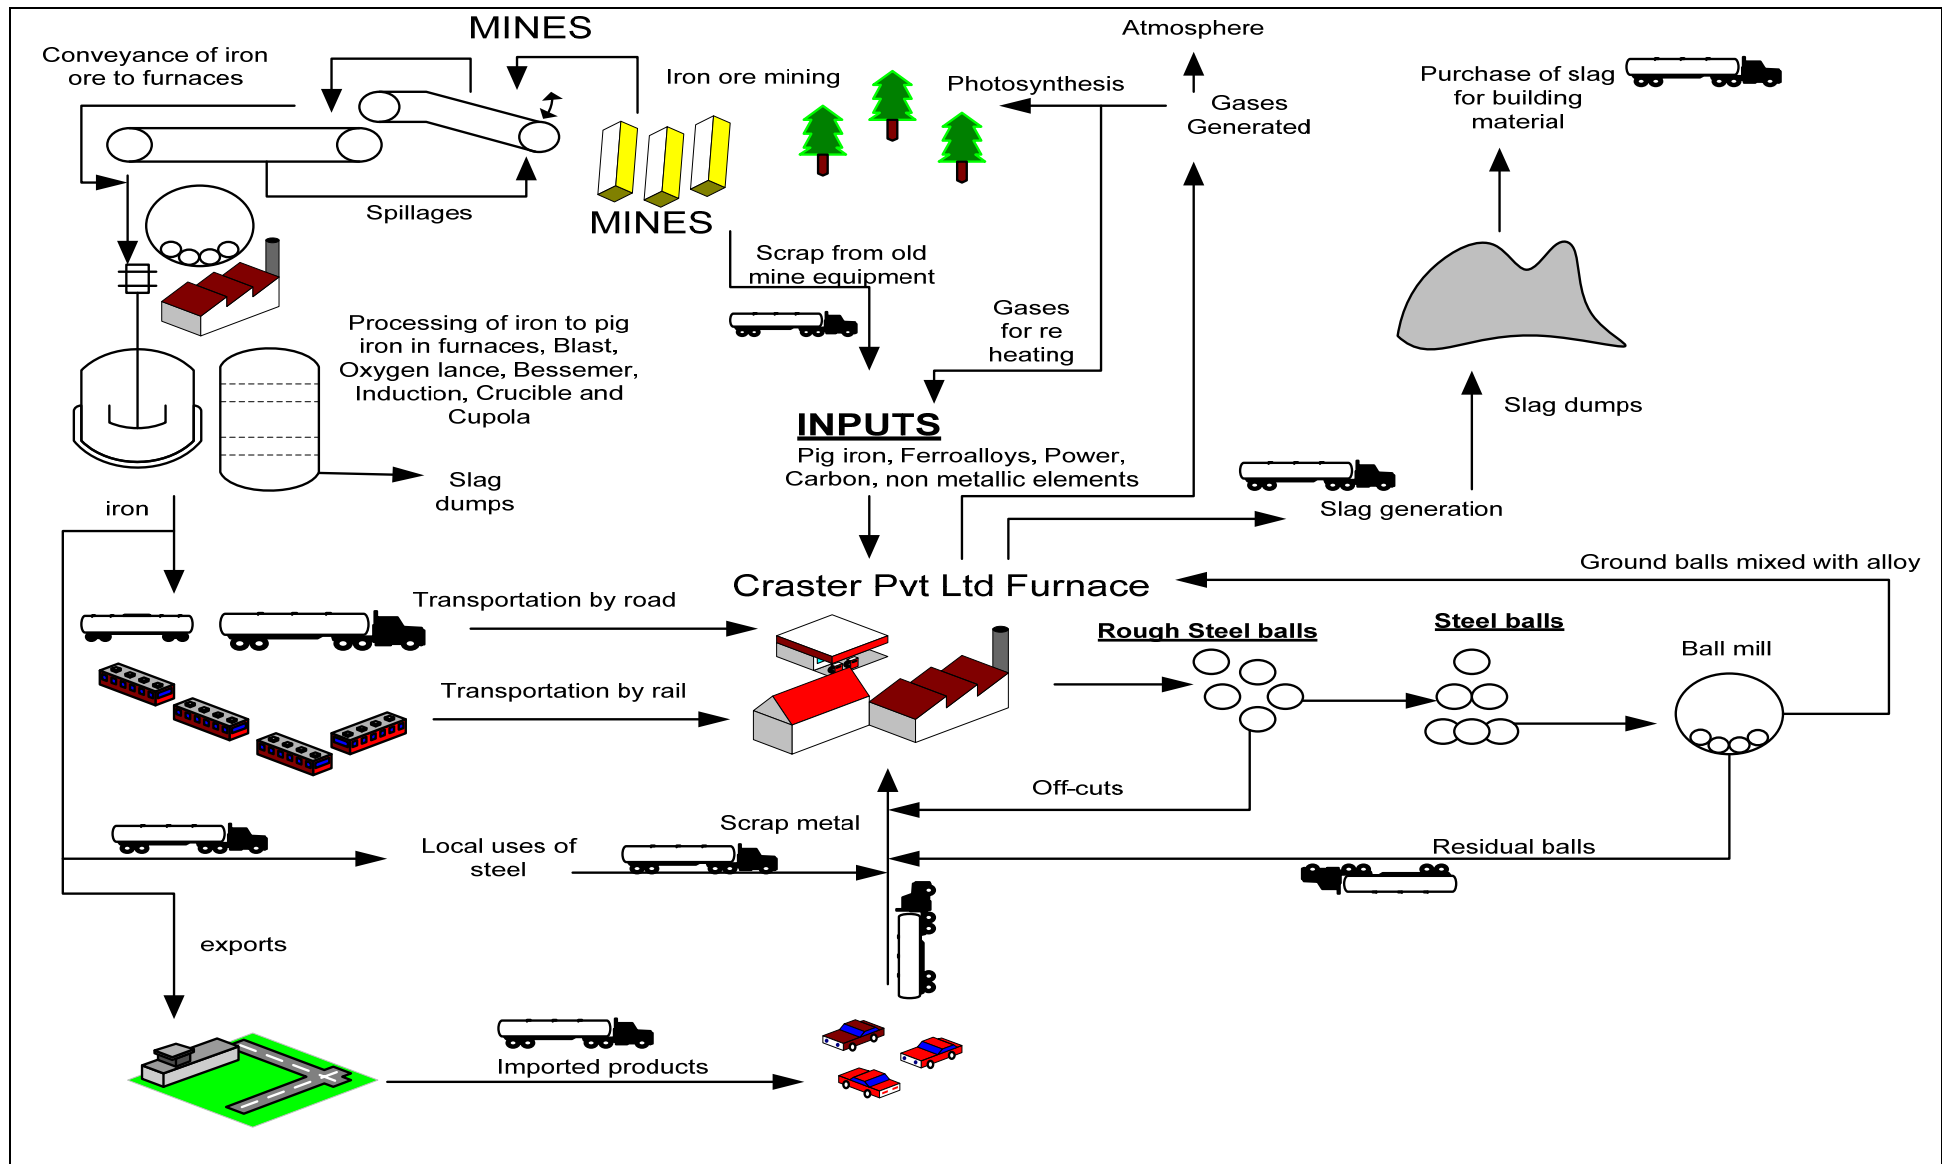 MINES
Conveyance of iron
ore to furnaces
Iron ore mining
Photosynthesis
Atmosphere
Gases
Generated
Purchase of slag
for building
material
Spillages
MINES
Scrap from old
mine equipment
Gases
for re
heating
Processing of iron to pig
iron in furnaces, Blast,
Oxygen lance, Bessemer,
Induction, Crucible and
Cupola
INPUTS
Pig iron, Ferroalloys, Power,
Carbon, non metallic elements
Slag dumps
Slag
dumps
iron
Slag generation
Ground balls mixed with alloy
Craster Pvt Ltd Furnace
Transportation by road
Rough Steel balls
Steel balls
Ball mill
Transportation by rail
Off-cuts
Scrap metal
Local uses of
steel
Residual balls
exports
Imported products